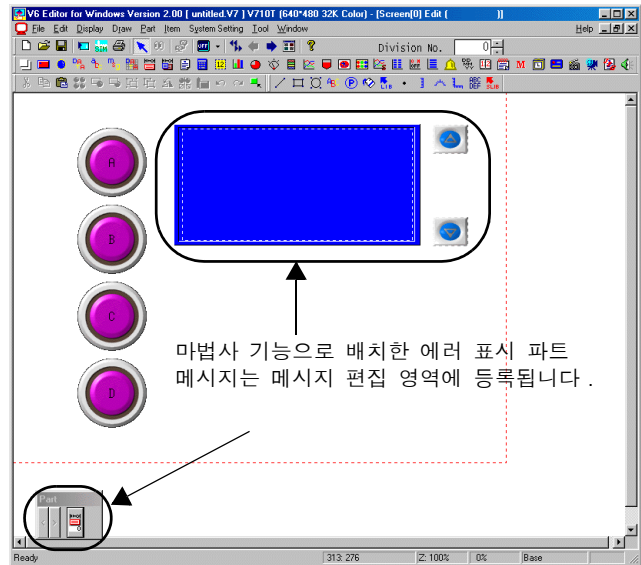 V6 Editor for Windows Version 2.00 [ untitled.V7 ] V710T (640*480 32K Color) - [Screen[0] Edit ( )]
File Edit Display Draw Part Item System Setting Tool Window Help
SIM OFF Division No. 0
A
B
C
D
마법사 기능으로 배치한 에러 표시 파트
메시지는 메시지 편집 영역에 등록됩니다 .
Part
Ready 313: 276 Z: 100% 0% Base